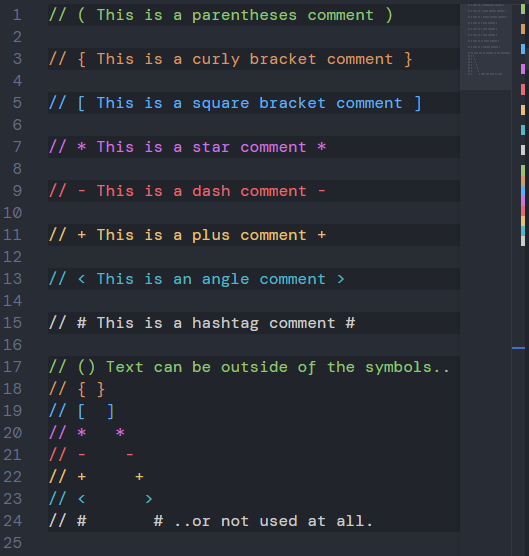 1 // ( This is a parentheses comment )
2
3 // { This is a curly bracket comment }
4
5 // [ This is a square bracket comment ]
6
7 // * This is a star comment *
8
9 // - This is a dash comment -
10
11 // + This is a plus comment +
12
13 // < This is an angle comment >
14
15 // # This is a hashtag comment #
16
17 // () Text can be outside of the symbols..
18 // { }
19 // [  ]
20 // *   *
21 // -    -
22 // +     +
23 // <      >
24 // #       # ..or not used at all.
25